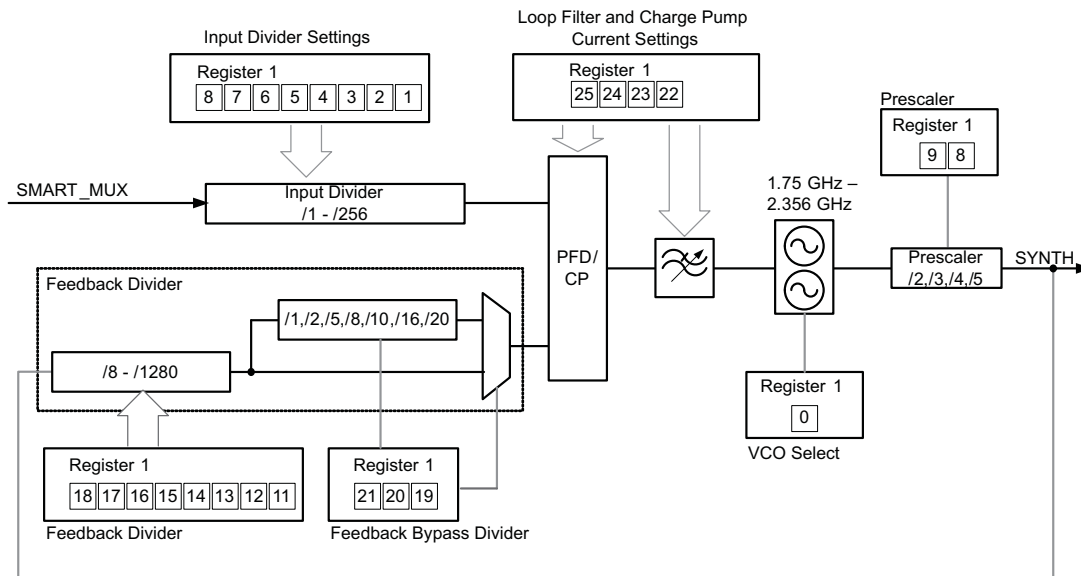 Input Divider Settings
Register 1
8 7 6 5 4 3 2 1
Loop Filter and Charge Pump
Current Settings
Register 1
25 24 23 22
Prescaler
Register 1
9 8
SMART_MUX
Input Divider
/1 - /256
PFD/
CP
1.75 GHz –
2.356 GHz
Prescaler
/2,/3,/4,/5
SYNTH
Feedback Divider
/1,/2,/5,/8,/10,/16,/20
/8 - /1280
Register 1
0
VCO Select
Register 1
18 17 16 15 14 13 12 11
Feedback Divider
Register 1
21 20 19
Feedback Bypass Divider